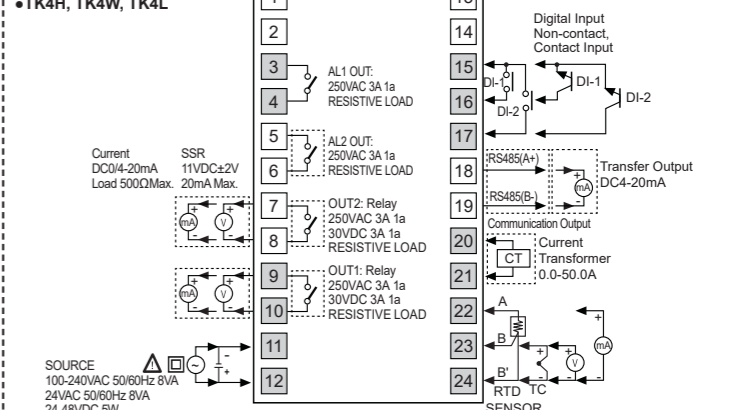 ●TK4H, TK4W, TK4L
2
3
4
5
6
7
8
9
10
11
12
14
15
16
17
18
19
20
21
22
23
24
AL1 OUT:
250VAC 3A 1a
RESISTIVE LOAD
AL2 OUT:
250VAC 3A 1a
RESISTIVE LOAD
Current
DC0/4-20mA
Load 500ΩMax.
SSR
11VDC±2V
20mA Max.
mA
+
-
V
+
-
OUT2: Relay
250VAC 3A 1a
30VDC 3A 1a
RESISTIVE LOAD
mA
+
-
V
+
-
OUT1: Relay
250VAC 3A 1a
30VDC 3A 1a
RESISTIVE LOAD
SOURCE
100-240VAC 50/60Hz 8VA
24VAC 50/60Hz 8VA
24-48VDC 5W
-
+
Digital Input
Non-contact,
Contact Input
DI-1
DI-2
DI-1
DI-2
RS485(A+)
RS485(B-)
+
mA
-
Transfer Output
DC4-20mA
Communication Output
CT
Current
Transformer
0.0-50.0A
A
B
B'
RTD
TC
+
-
+
V
-
+
mA
-
SENSOR